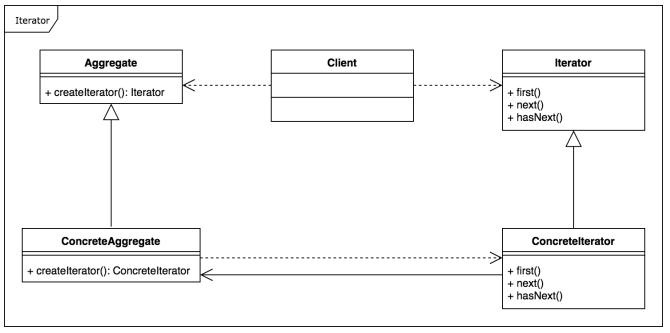 Iterator
Aggregate
+ createIterator(): Iterator
Client
Iterator
+ first()
+ next()
+ hasNext()
ConcreteAggregate
+ createIterator(): ConcreteIterator
ConcreteIterator
+ first()
+ next()
+ hasNext()